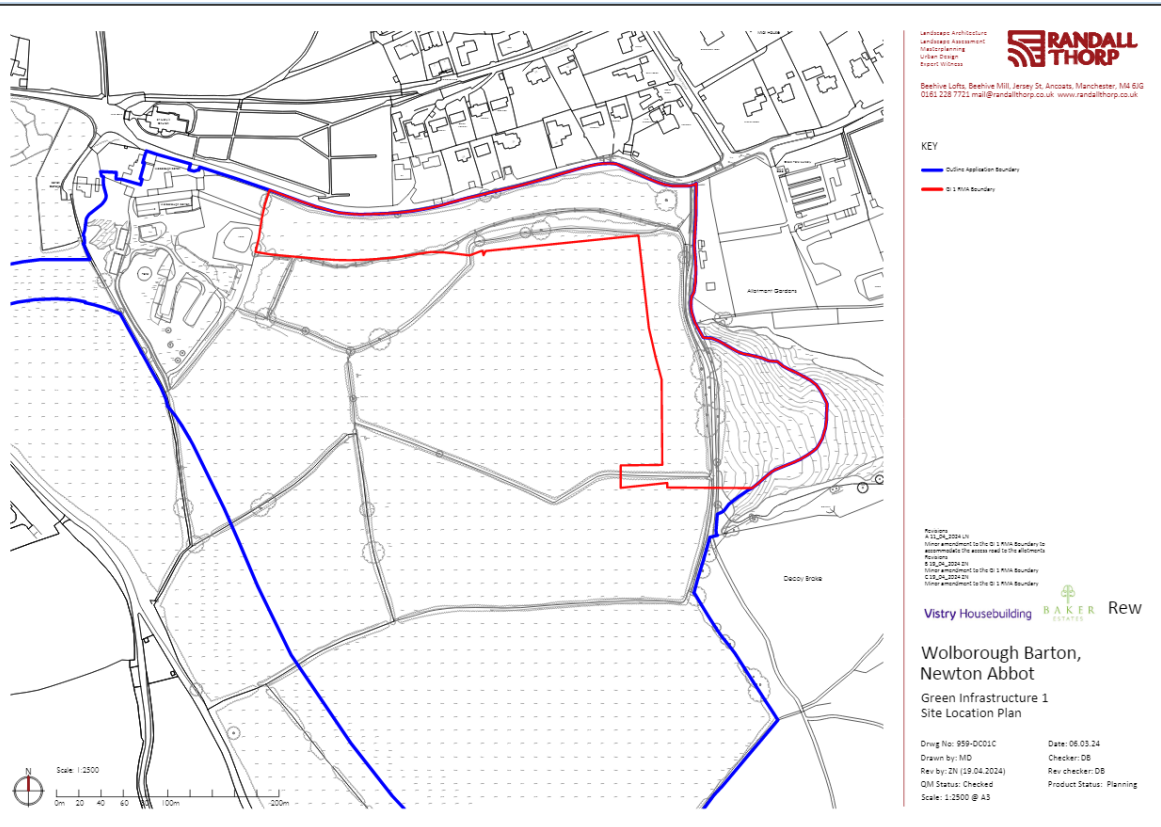 Landscape Architecture
Landscape Assessment
Masterplanning
Urban Design
Expert Witness
RANDALL
THORP
Beehive Lofts, Beehive Mill, Jersey St, Ancoats, Manchester, M4 6JG
0161 228 7721 mail@randallthorp.co.uk www.randallthorp.co.uk
KEY
Outline Application Boundary
GI 1 RMA Boundary
Allotment Gardens
Decoy Brake
Revisions
A 11_04_2024 LN
Minor amendment to the GI 1 RMA Boundary to
accommodate the access road to the allotments
Revisions
B 18_04_2024 ZN
Minor amendment to the GI 1 RMA Boundary
C 19_04_2024 ZN
Minor amendment to the GI 1 RMA Boundary
Vistry Housebuilding
BAKER
ESTATES
Rew
Wolborough Barton,
Newton Abbot
Green Infrastructure 1
Site Location Plan
Drwg No: 959-DC01C
Date: 06.03.24
Drawn by: MD
Checker: DB
Rev by: ZN (19.04.2024)
Rev checker: DB
QM Status: Checked
Product Status: Planning
Scale: 1:2500 @ A3
N
Scale: 1:2500
0m 20 40 60 80 100m 200m